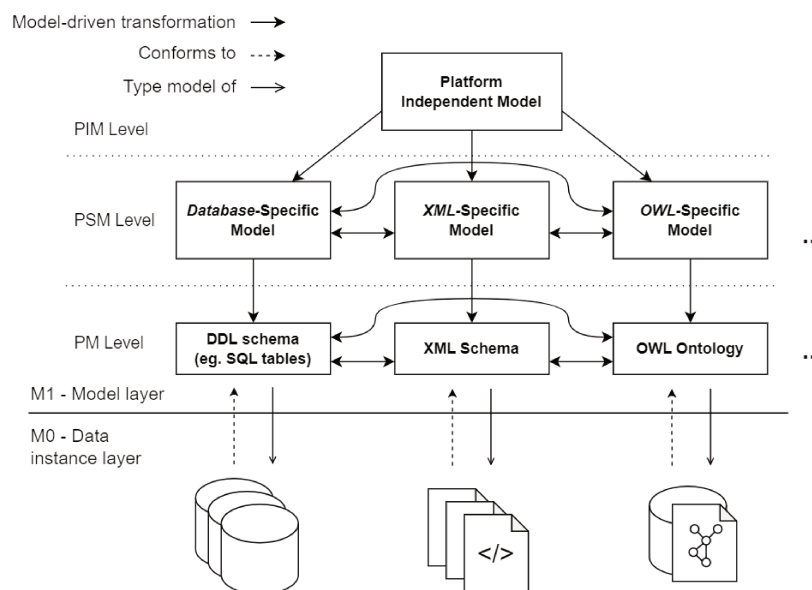 Model-driven transformation
Conforms to
Type model of
Platform
Independent Model
PIM Level
PSM Level
Database-Specific
Model
XML-Specific
Model
OWL-Specific
Model
..
PM Level
DDL schema
(eg. SQL tables)
XML Schema
OWL Ontology
..
M1 - Model layer
M0 - Data
instance layer
</>